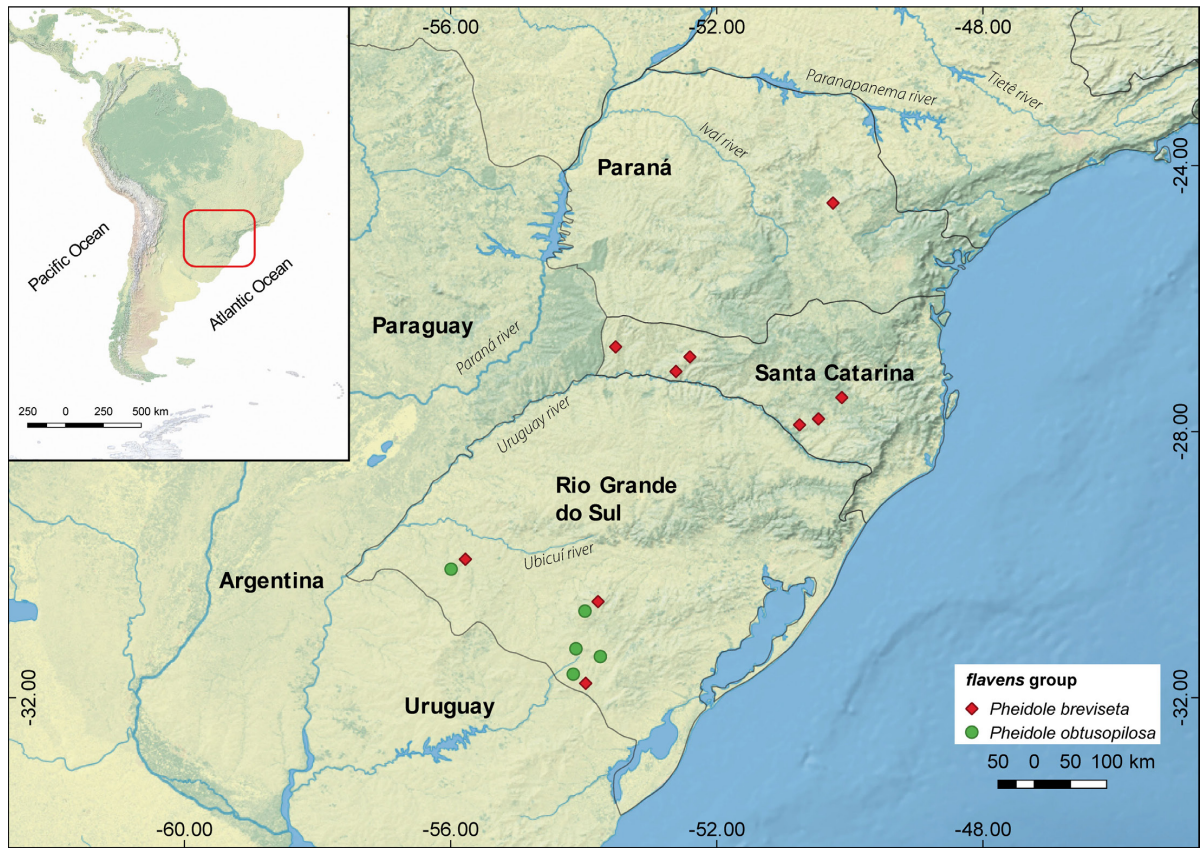 -56.00
-52.00
-48.00
Paranapanema river
Tietê river
Ivaí river
Paraná
-24.00
Pacific Ocean
Atlantic Ocean
250 0 250 500 km
Paraguay
Paraná river
Santa Catarina
Uruguay river
-28.00
Rio Grande
do Sul
Ubicuí river
Argentina
Uruguay
-32.00
-32.00
flavens group
Pheidole breviseta
Pheidole obtusopilosa
50 0 50 100 km
-60.00
-56.00
-52.00
-48.00